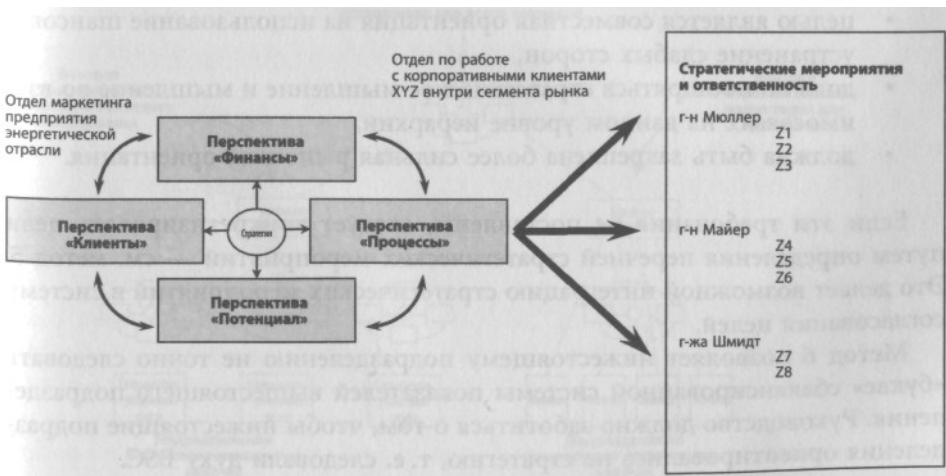 Отдел маркетинга
предприятия
энергетической
отрасли
Перспектива
«Финансы»
Перспектива
«Клиенты»
Перспектива
«Процессы»
Перспектива
«Потенциал»
Отдел по работе
с корпоративными клиентами
XYZ внутри сегмента рынка
Стратегические мероприятия
и ответственность
г-н Мюллер
Z1
Z2
Z3
г-н Майер
Z4
Z5
Z6
г-жа Шмидт
Z7
Z8